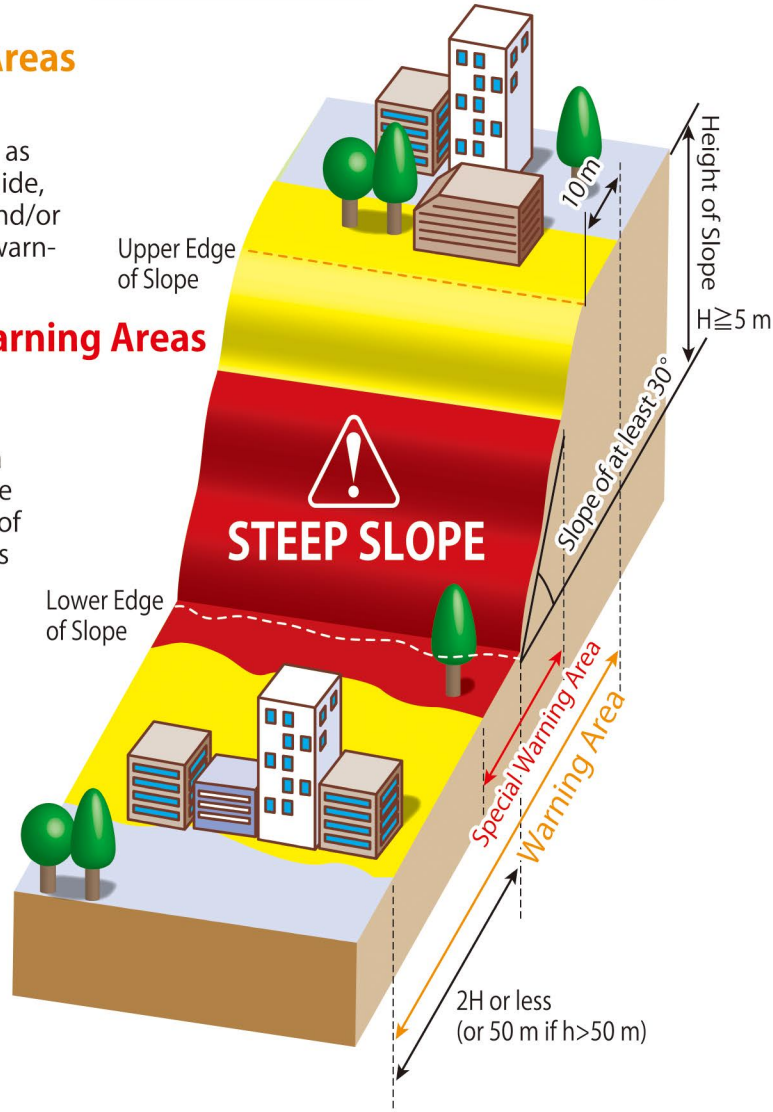 Areas
as
ide,
nd/or
warn-
Upper Edge
of Slope
arning Areas
of
s
Lower Edge
of Slope
10 m
Height of Slope
H≧5 m
Slope of at least 30°
STEEP SLOPE
Special Warning Area
Warning Area
2H or less
(or 50 m if h>50 m)